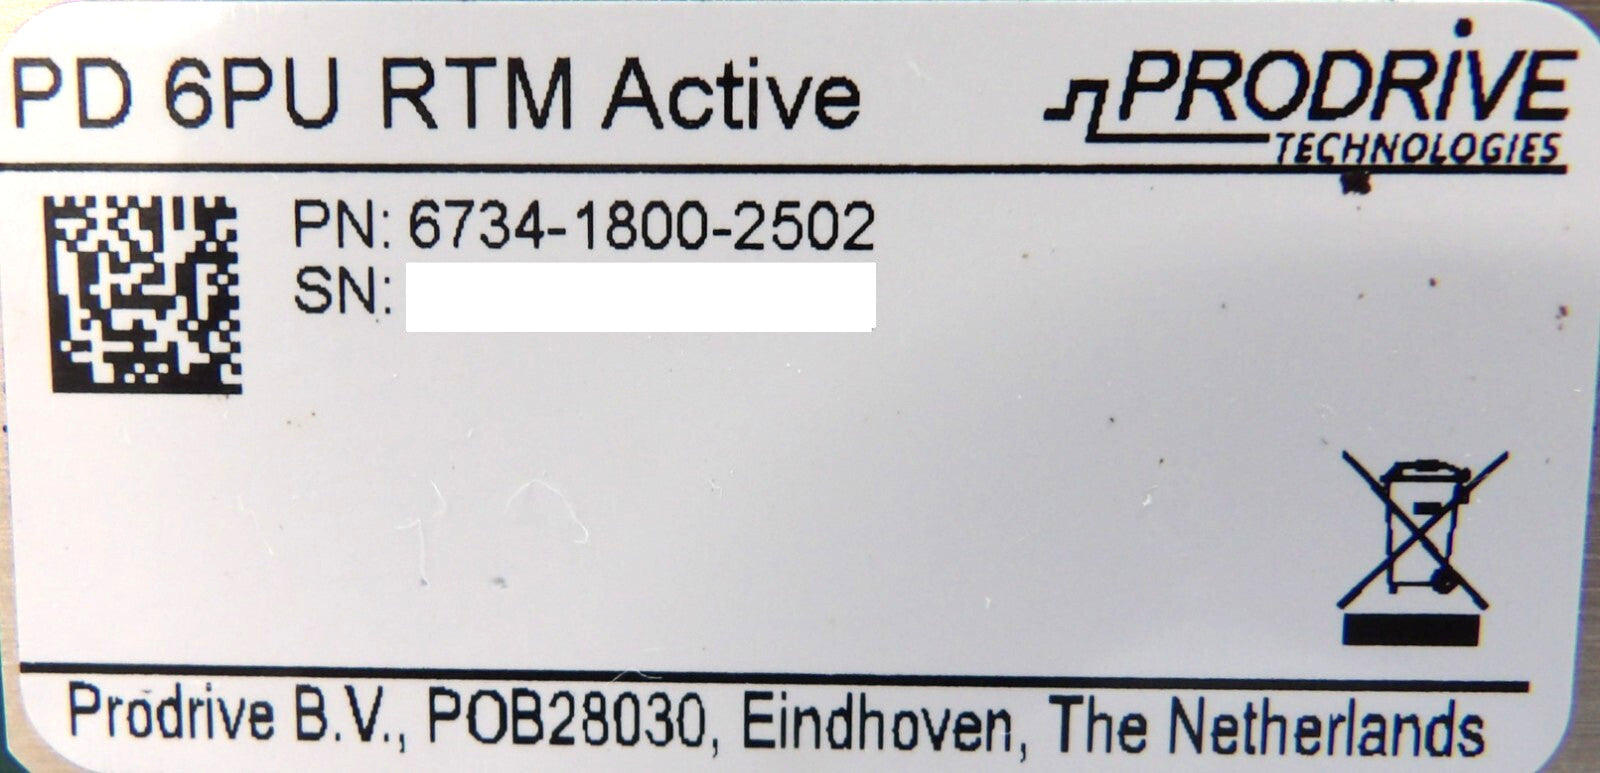 PD 6PU RTM Active
PRODRIVE
TECHNOLOGIES
PN: 6734-1800-2502
SN:
Prodrive B.V., POB28030, Eindhoven, The Netherlands